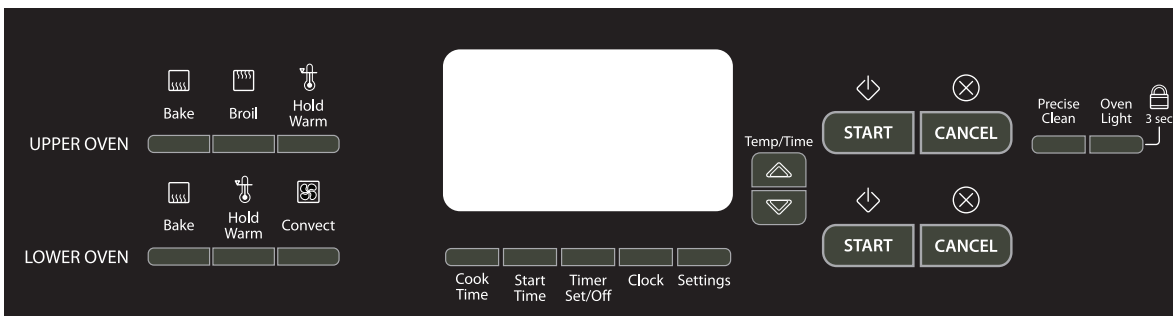 Bake
Broil
Hold
Warm
UPPER OVEN
Bake
Hold
Warm
Convect
LOWER OVEN
Cook
Time
Start
Time
Timer
Set/Off
Clock
Settings
Temp/Time
START
CANCEL
START
CANCEL
Precise
Clean
Oven
Light
3 sec